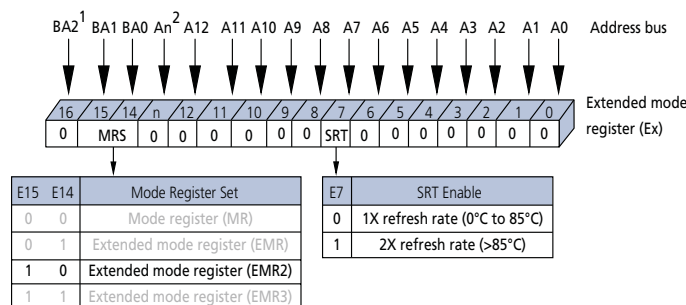 BA2¹ BA1 BA0 An² A12 A11 A10 A9 A8 A7 A6 A5 A4 A3 A2 A1 A0 Address bus
16 15 14 n 12 11 10 9 8 7 6 5 4 3 2 1 0 Extended mode
0 MRS 0 0 0 0 0 0 SRT 0 0 0 0 0 0 0 register (Ex)
E15 E14 Mode Register Set
0 0 Mode register (MR)
0 1 Extended mode register (EMR)
1 0 Extended mode register (EMR2)
1 1 Extended mode register (EMR3)
E7 SRT Enable
0 1X refresh rate (0°C to 85°C)
1 2X refresh rate (>85°C)